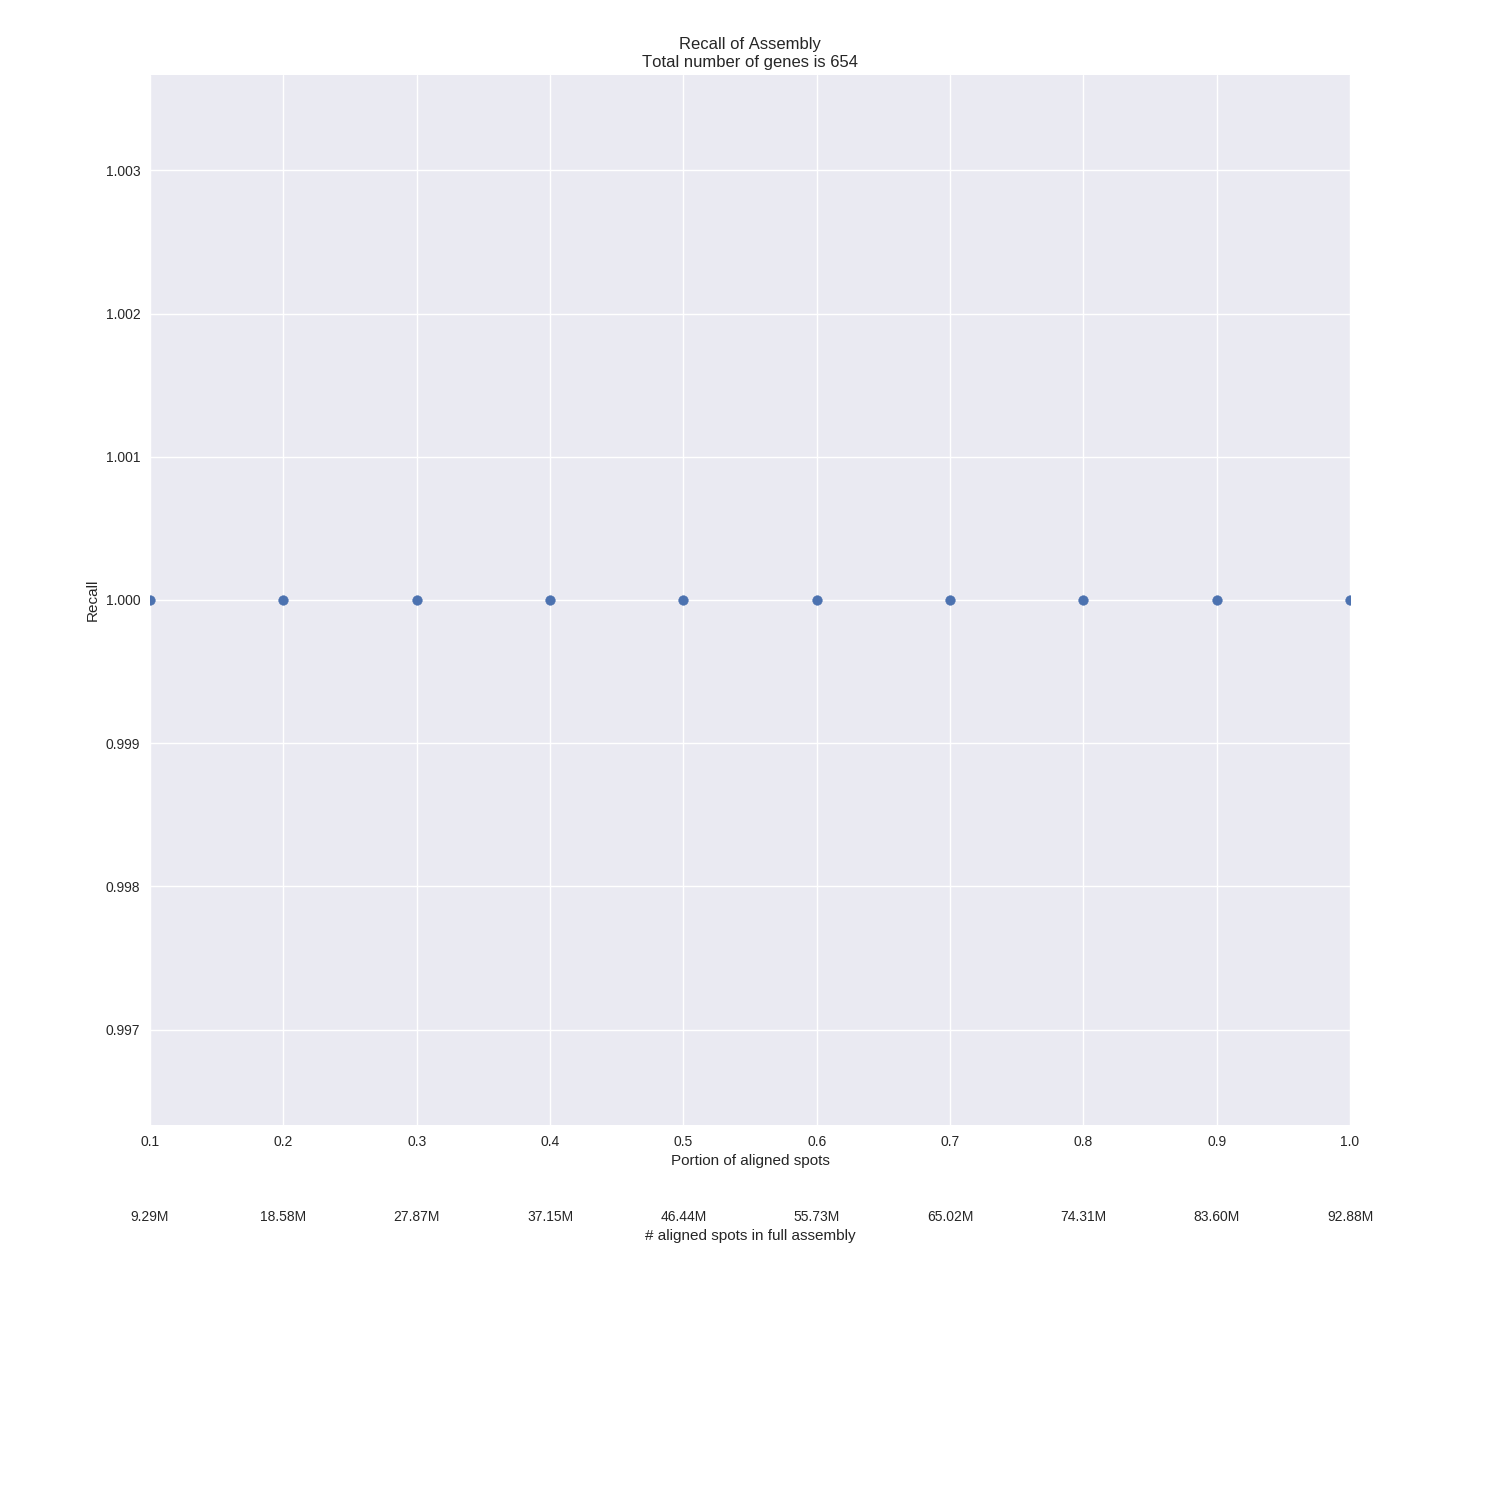 Recall of Assembly
Total number of genes is 654
1.003
1.002
1.001
1.000
0.999
0.998
0.997
Recall
0.1 0.2 0.3 0.4 0.5 0.6 0.7 0.8 0.9 1.0
Portion of aligned spots
9.29M 18.58M 27.87M 37.15M 46.44M 55.73M 65.02M 74.31M 83.60M 92.88M
# aligned spots in full assembly